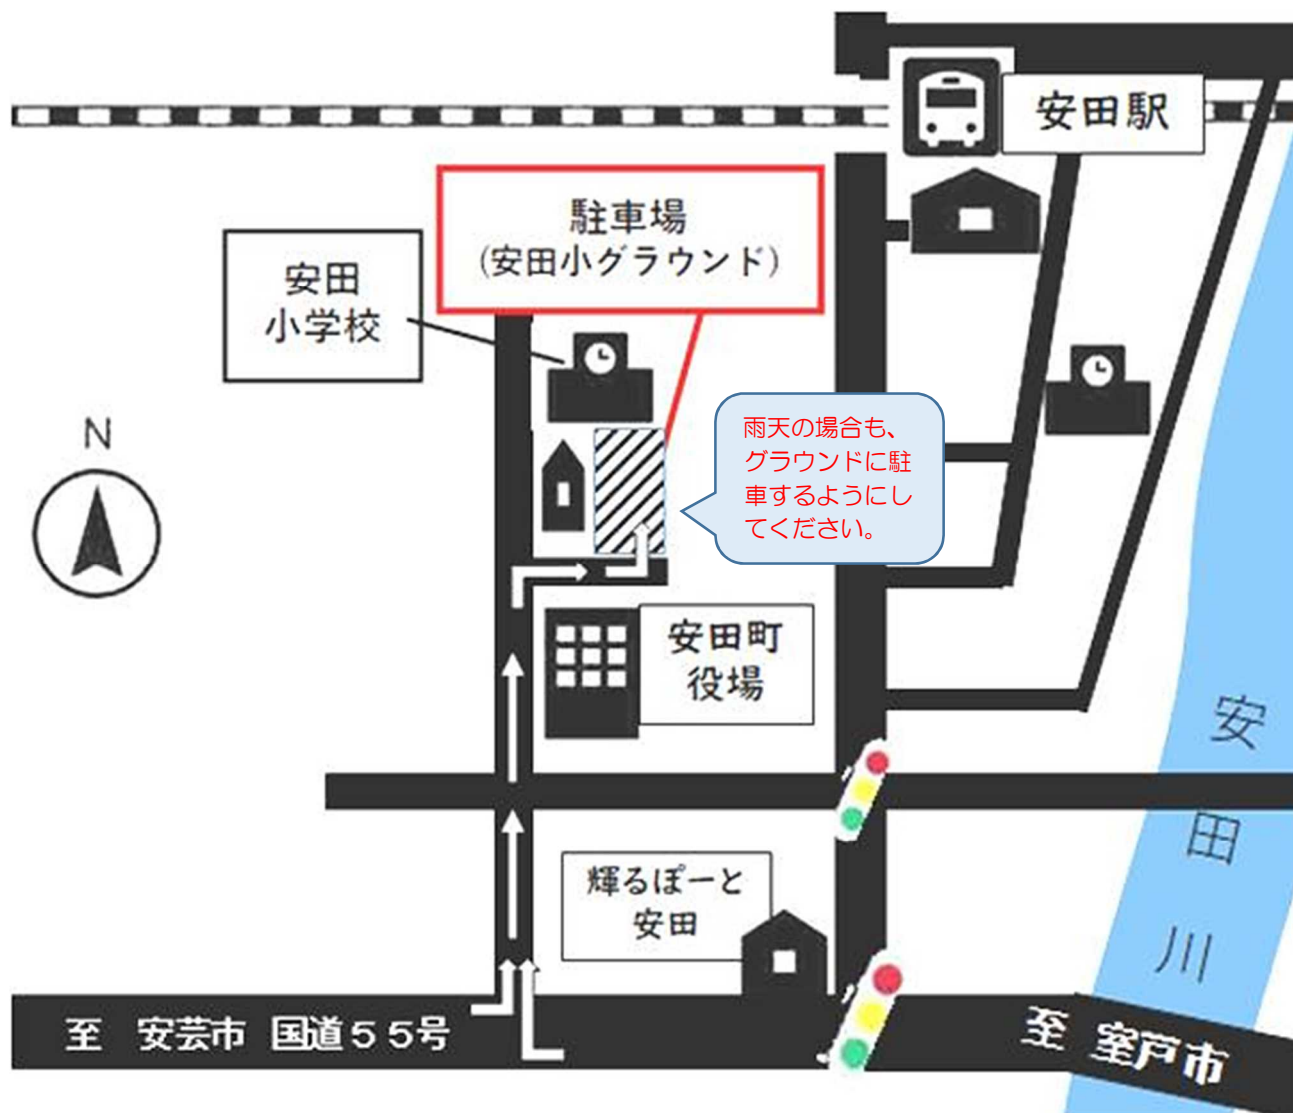 安田駅
駐車場
(安田小グラウンド)
安田
小学校
N
雨天の場合も、
グラウンドに駐
車するようにし
てください。
安田町
役場
安田川
輝るぽーと
安田
至　安芸市　国道５５号
至 室戸市